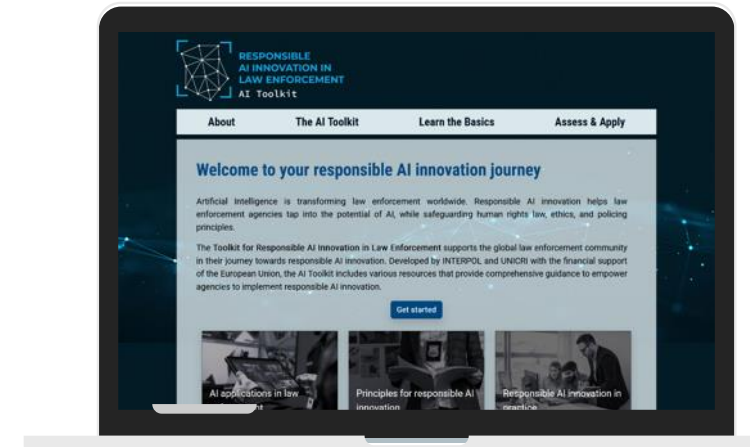 RESPONSIBLE
AI INNOVATION IN
LAW ENFORCEMENT
AI Toolkit
About The AI Toolkit Learn the Basics Assess & Apply
Welcome to your responsible AI innovation journey
Artificial Intelligence is transforming law enforcement worldwide. Responsible AI innovation helps law
enforcement agencies tap into the potential of AI, while safeguarding human rights law, ethics, and policing
principles.
The Toolkit for Responsible AI Innovation in Law Enforcement supports the global law enforcement community
in their journey towards responsible AI innovation. Developed by INTERPOL and UNICRI with the financial support
of the European Union, the AI Toolkit includes various resources that provide comprehensive guidance to empower
agencies to implement responsible AI innovation.
Get started
AI applications in law
Principles for responsible AI
innovation
Responsible AI innovation in
practice